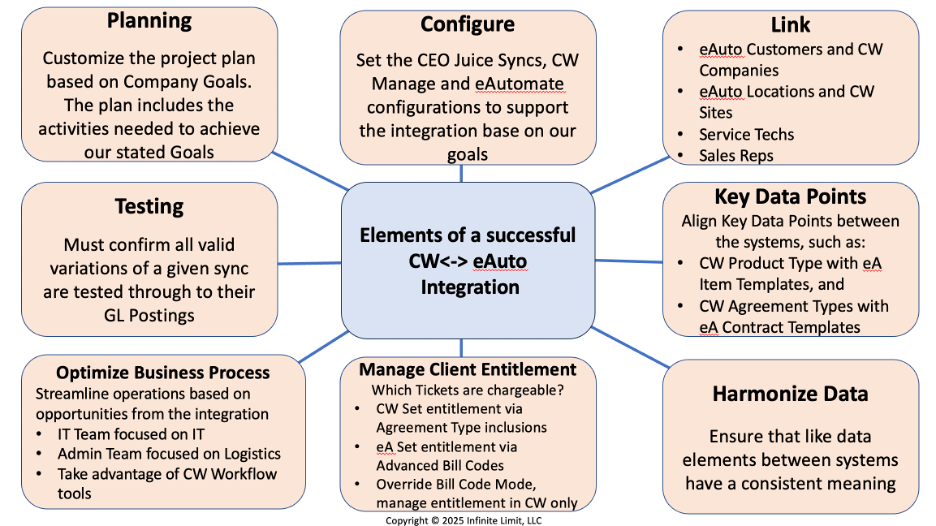 Planning
Customize the project plan
based on Company Goals.
The plan includes the
activities needed to achieve
our stated Goals
Configure
Set the CEO Juice Syncs, CW
Manage and eAutomate
configurations to support
the integration base on our
goals
Link
• eAuto Customers and CW
Companies
• eAuto Locations and CW
Sites
• Service Techs
• Sales Reps
Testing
Must confirm all valid
variations of a given sync
are tested through to their
GL Postings
Elements of a successful
CW<-> eAuto
Integration
Key Data Points
Align Key Data Points between
the systems, such as:
• CW Product Type with eA
Item Templates, and
• CW Agreement Types with
eA Contract Templates
Optimize Business Process
Streamline operations based on
opportunities from the integration
• IT Team focused on IT
• Admin Team focused on Logistics
• Take advantage of CW Workflow
tools
Manage Client Entitlement
Which Tickets are chargeable?
• CW Set entitlement via
Agreement Type inclusions
• eA Set entitlement via
Advanced Bill Codes
• Override Bill Code Mode,
manage entitlement in CW only
Harmonize Data
Ensure that like data
elements between systems
have a consistent meaning
Copyright © 2025 Infinite Limit, LLC